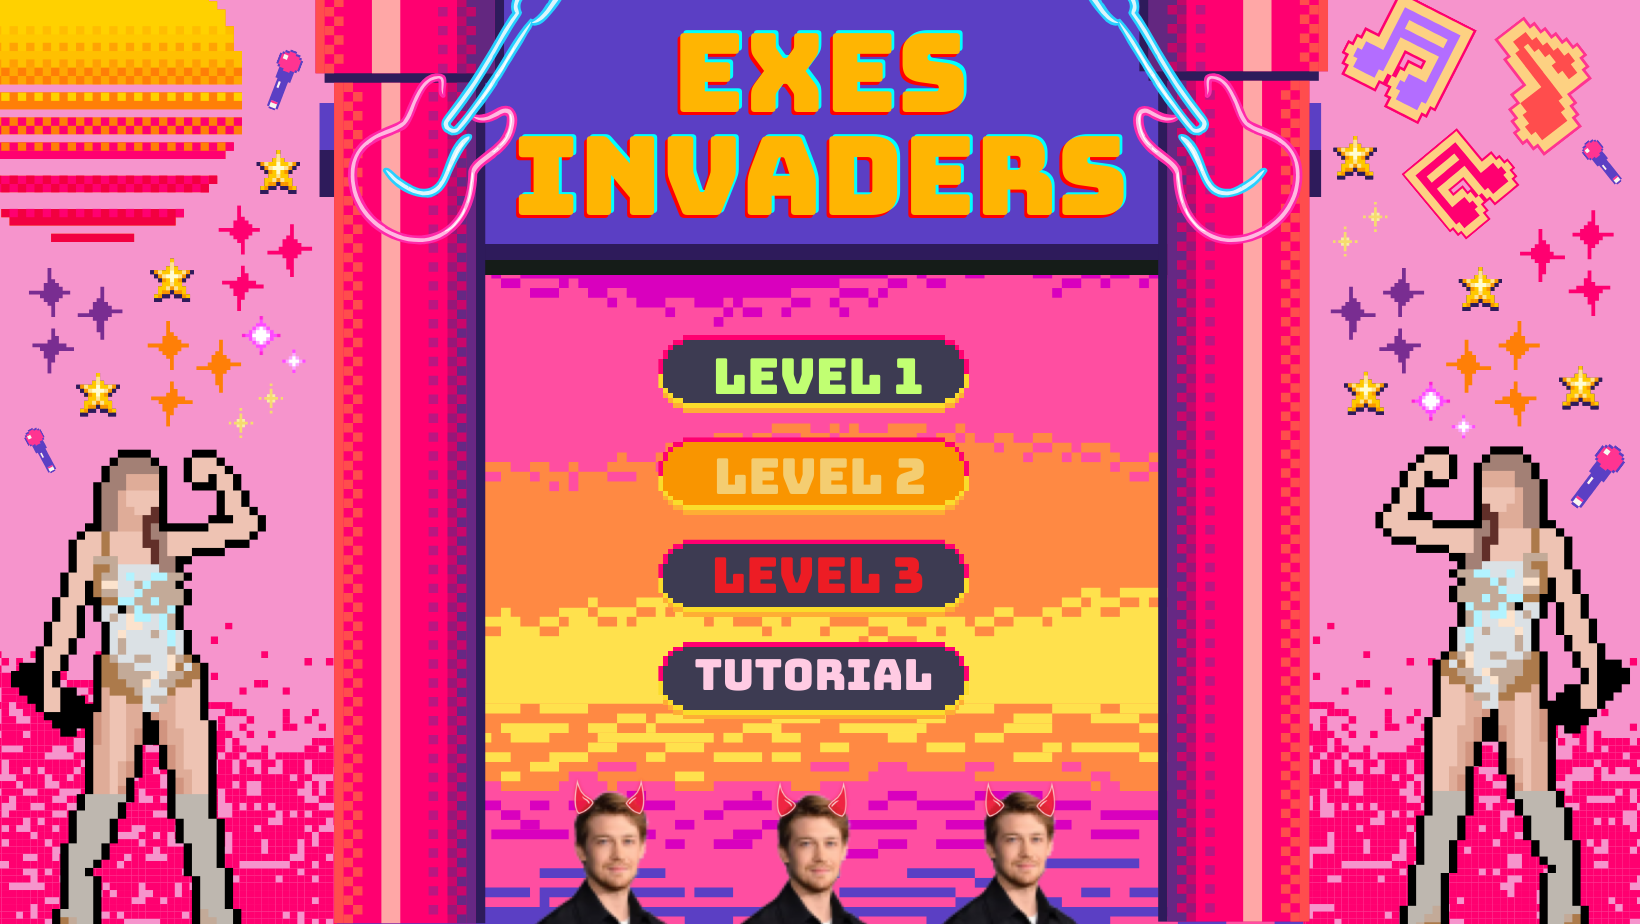 EXES
INVADERS
LEVEL 1
LEVEL 2
LEVEL 3
TUTORIAL